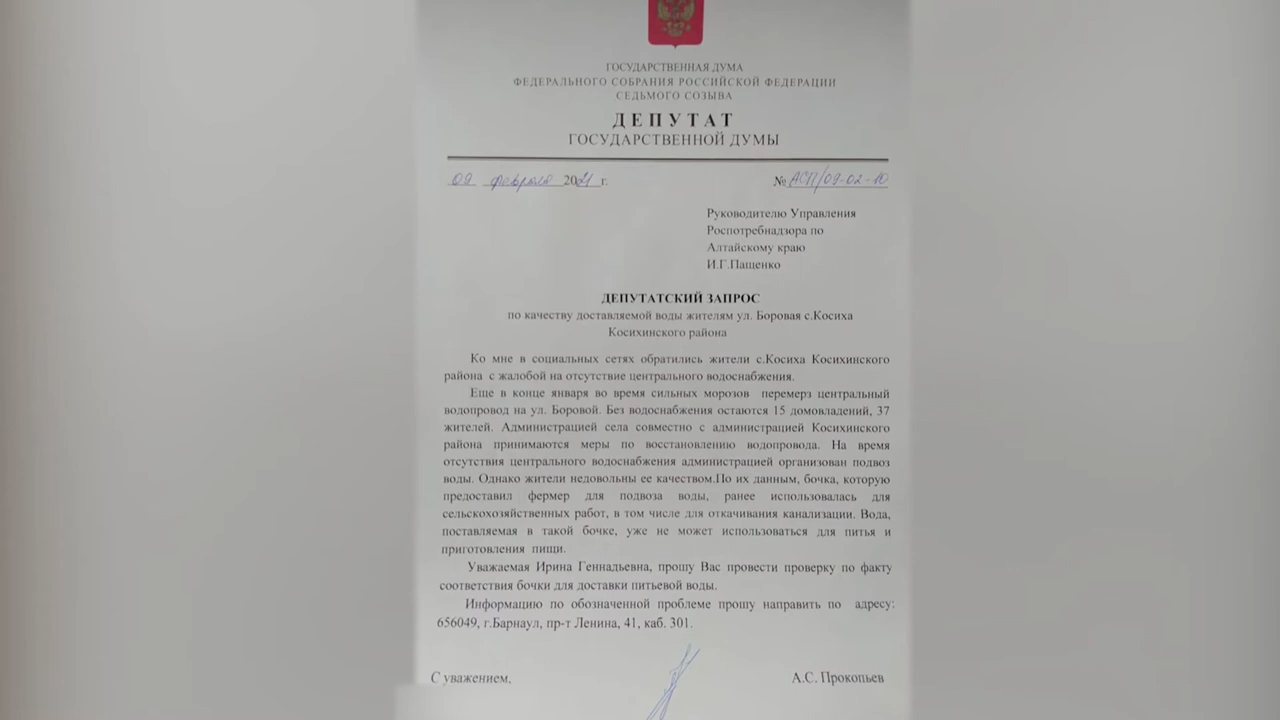 ГОСУДАРСТВЕННАЯ ДУМА
ФЕДЕРАЛЬНОГО СОБРАНИЯ РОССИЙСКОЙ ФЕДЕРАЦИИ
СЕДЬМОГО СОЗЫВА
ДЕПУТАТ
ГОСУДАРСТВЕННОЙ ДУМЫ
09 февраля 2021 г.
№ АСП/09-02-10
Руководителю Управления
Роспотребнадзора по
Алтайскому краю
И.Г.Пащенко
ДЕПУТАТСКИЙ ЗАПРОС
по качеству доставляемой воды жителям ул. Боровая с.Косиха
Косихинского района
Ко мне в социальных сетях обратились жители с.Косиха Косихинского
района с жалобой на отсутствие центрального водоснабжения.
Еще в конце января во время сильных морозов перемерз центральный
водопровод на ул. Боровой. Без водоснабжения остаются 15 домовладений, 37
жителей. Администрацией села совместно с администрацией Косихинского
района принимаются меры по восстановлению водопровода. На время
отсутствия центрального водоснабжения администрацией организован подвоз
воды. Однако жители недовольны ее качеством.По их данным, бочка, которую
предоставил фермер для подвоза воды, ранее использовалась для
сельскохозяйственных работ, в том числе для откачивания канализации. Вода,
поставляемая в такой бочке, уже не может использоваться для питья и
приготовления пищи.
Уважаемая Ирина Геннадьевна, прошу Вас провести проверку по факту
соответствия бочки для доставки питьевой воды.
Информацию по обозначенной проблеме прошу направить по адресу:
656049, г.Барнаул, пр-т Ленина, 41, каб. 301.
С уважением,
А.С. Прокопьев